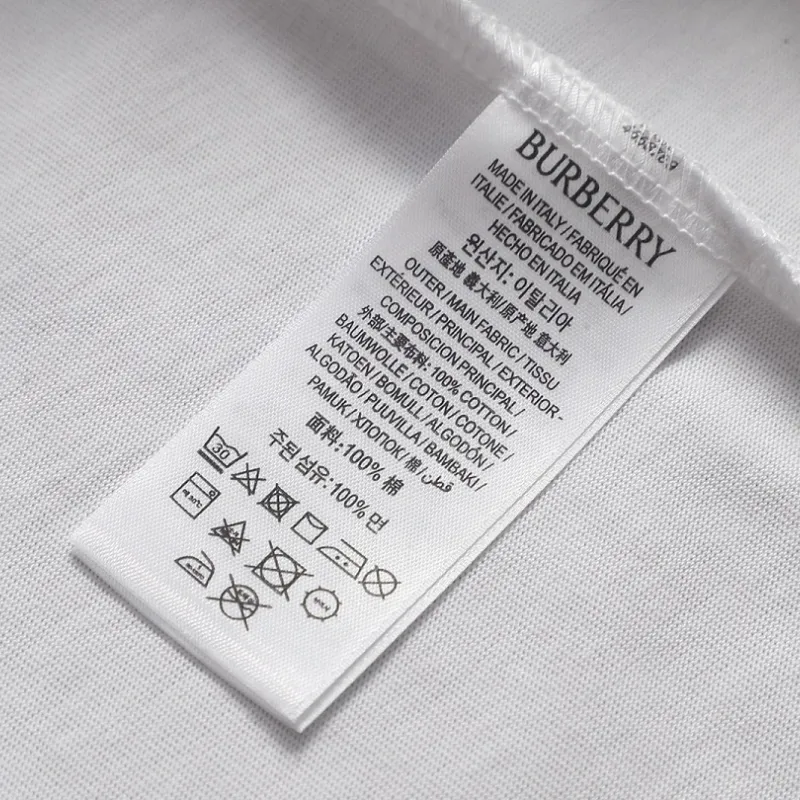 BURBERRY
MADE IN ITALY / FABRIQUÉ EN
ITALIE / FABRICADO EM ITÁLIA /
HECHO EN ITALIA
원산지: 이탈리아
原產地 義大利/原产地 意大利
OUTER / MAIN FABRIC / TISSU
EXTÉRIEUR / PRINCIPAL / EXTERIOR-
COMPOSICION PRINCIPAL /
外部/主要布料: 100% COTTON /
BAUMWOLLE / COTON / COTONE /
KATOEN / BOMULL / ALGODÓN /
ALGODÃO / PUUVILLA / BAMBAKI /
PAMUK / ХЛОПОК/ 棉 / قطن
面料:100% 棉
주된 섬유:100% 면
30